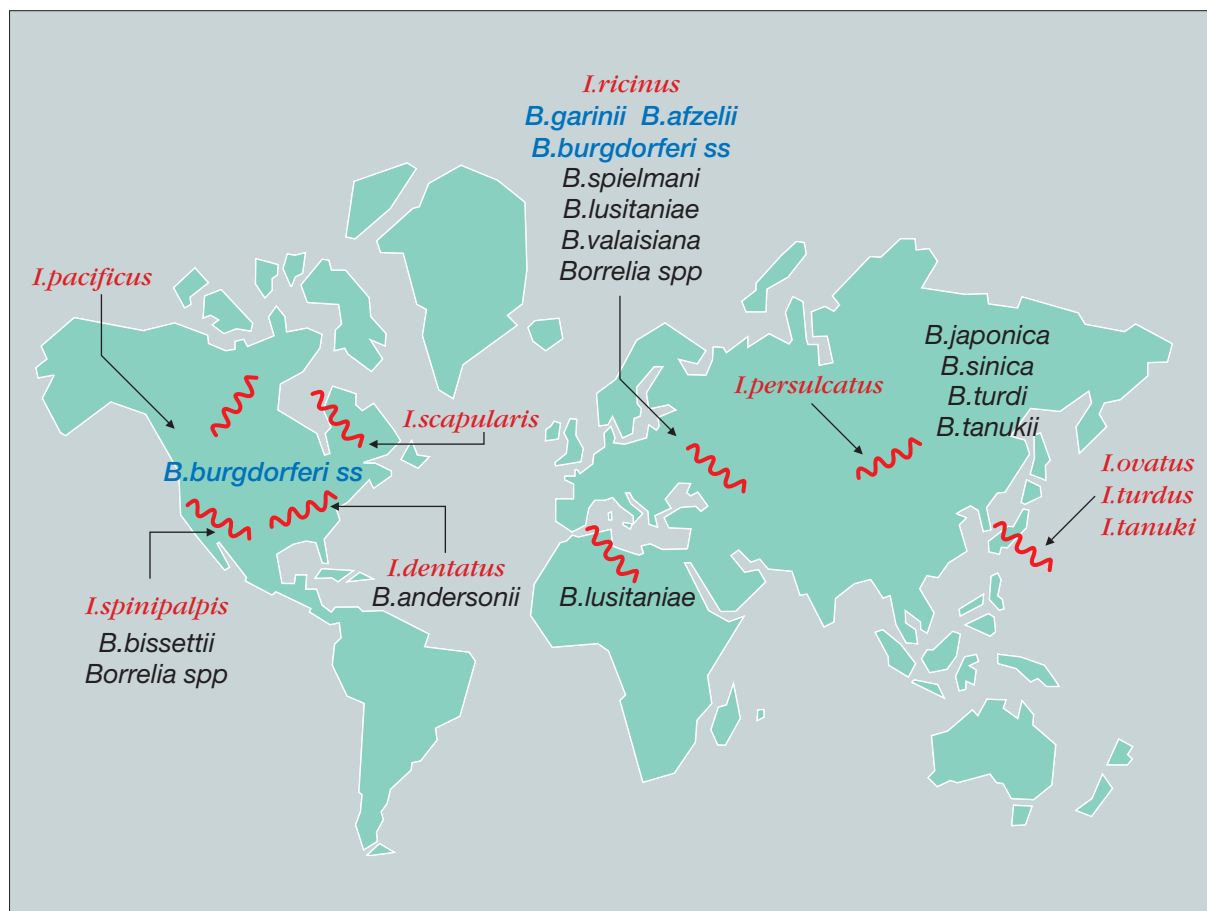 I.ricinus
B.garinii B.afzelii
B.burgdorferi ss
B.spielmani
B.lusitaniae
B.valaisiana
Borrelia spp
I.pacificus
B.japonica
B.sinica
B.turdi
B.tanukii
I.persulcatus
I.scapularis
B.burgdorferi ss
I.ovatus
I.turdus
I.tanuki
I.dentatus
B.andersonii
B.lusitaniae
I.spinipalpis
B.bissettii
Borrelia spp